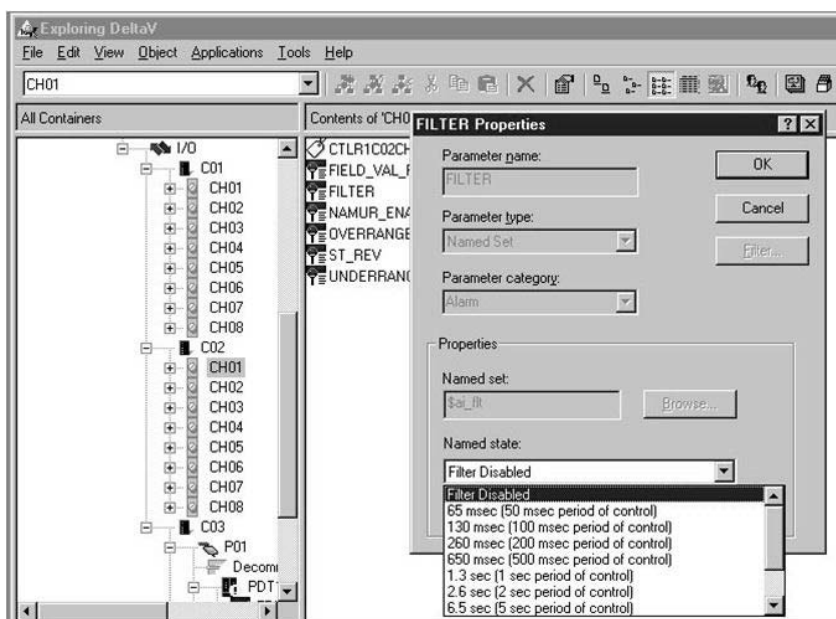 Exploring DeltaV
File Edit View Object Applications Tools Help
CH01
All Containers
Contents of 'CH0
I/O
C01
CH01
CH02
CH03
CH04
CH05
CH06
CH07
CH08
C02
CH01
CH02
CH03
CH04
CH05
CH06
CH07
CH08
C03
P01
Decomm
PDT
CTLR1C02CH
FIELD_VAL_
FILTER
NAMUR_ENA
OVERRANGE
ST_REV
UNDERRANG
FILTER Properties
Parameter name:
FILTER
Parameter type:
Named Set
Parameter category:
Alarm
OK
Cancel
Filter...
Properties
Named set:
$ai_flt
Browse...
Named state:
Filter Disabled
Filter Disabled
65 msec (50 msec period of control)
130 msec (100 msec period of control)
260 msec (200 msec period of control)
650 msec (500 msec period of control)
1.3 sec (1 sec period of control)
2.6 sec (2 sec period of control)
6.5 sec (5 sec period of control)